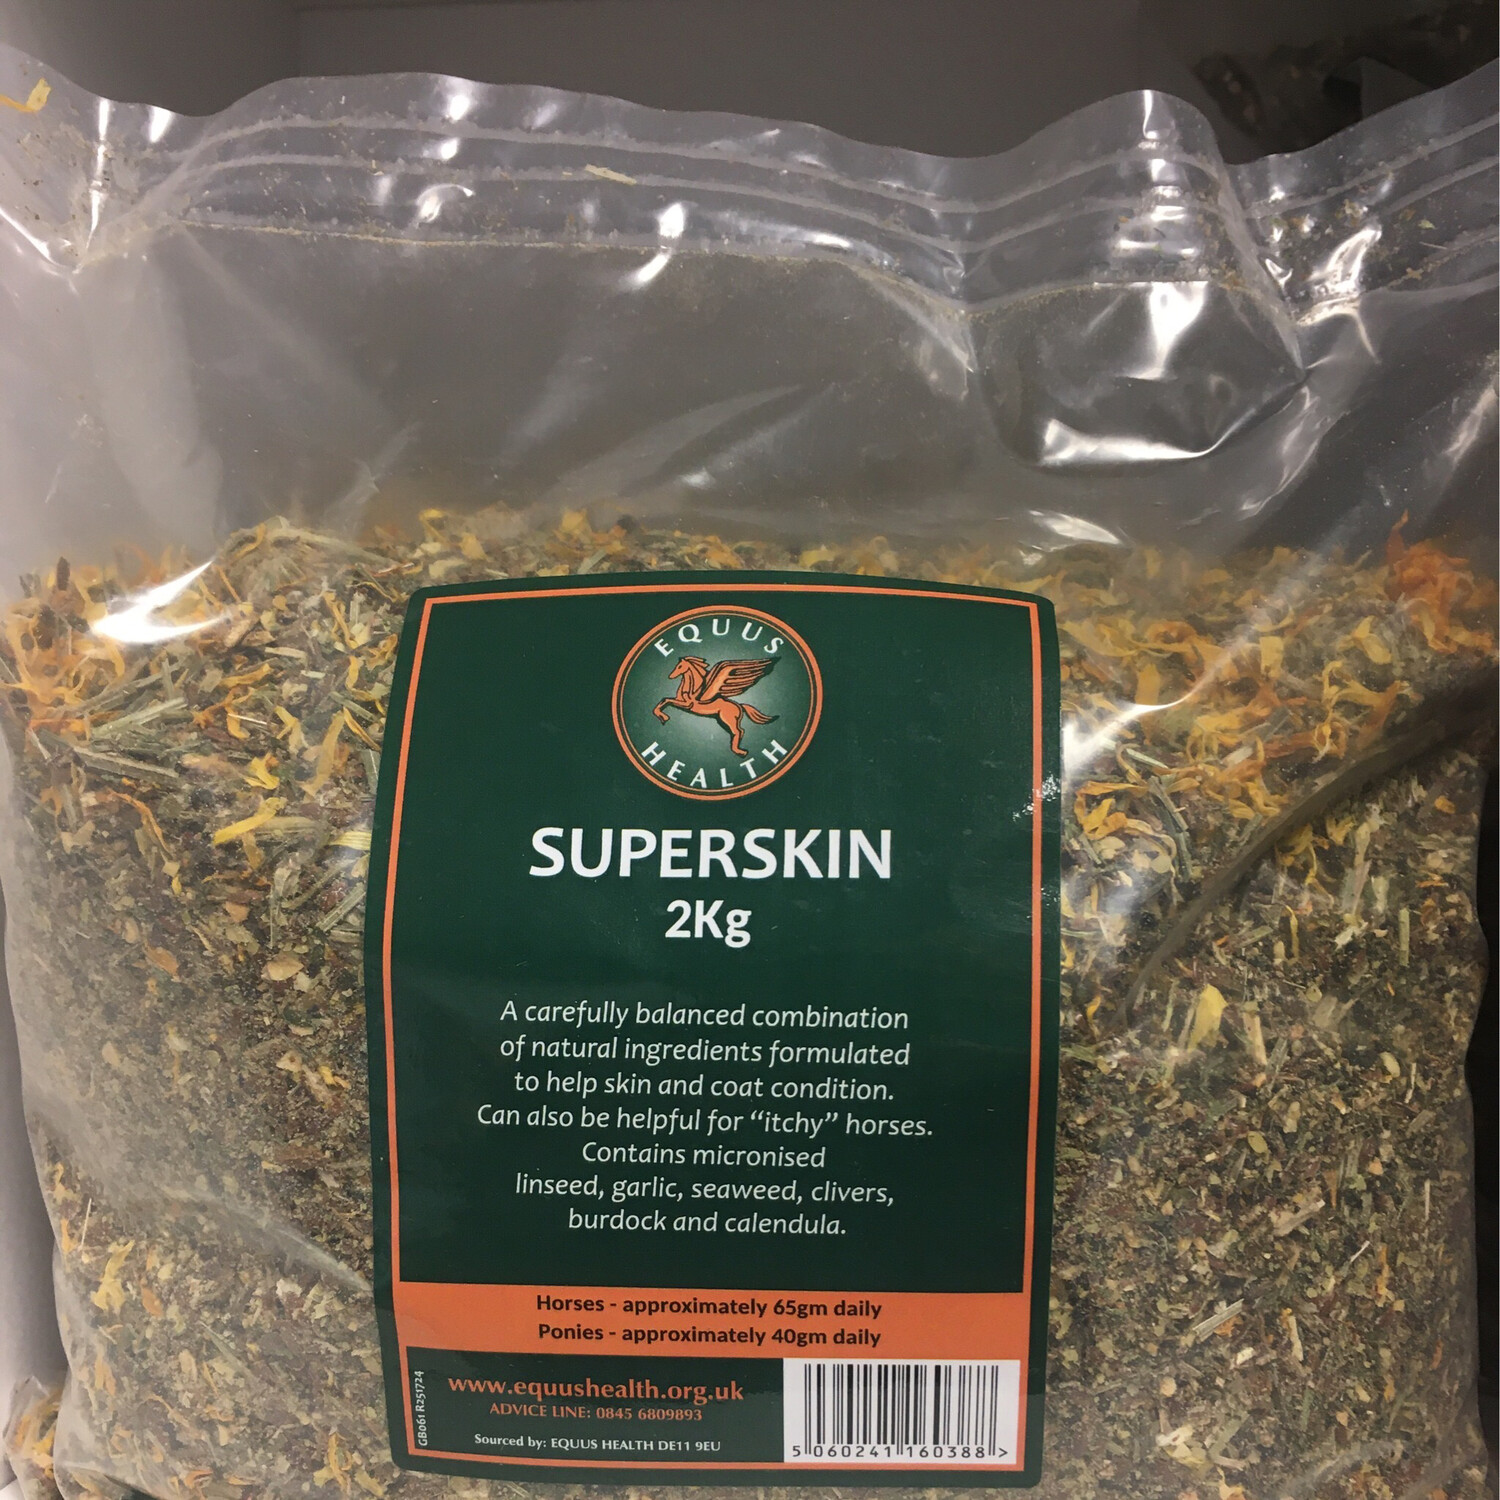 EQUUS
HEALTH
SUPERSKIN
2Kg
A carefully balanced combination
of natural ingredients formulated
to help skin and coat condition.
Can also be helpful for “itchy” horses.
Contains micronised
linseed, garlic, seaweed, clivers,
burdock and calendula.
Horses - approximately 65gm daily
Ponies - approximately 40gm daily
www.equushealth.org.uk
ADVICE LINE: 0845 6809893
Sourced by: EQUUS HEALTH DE11 9EU
GB061 R251724
5 060241 160388 >